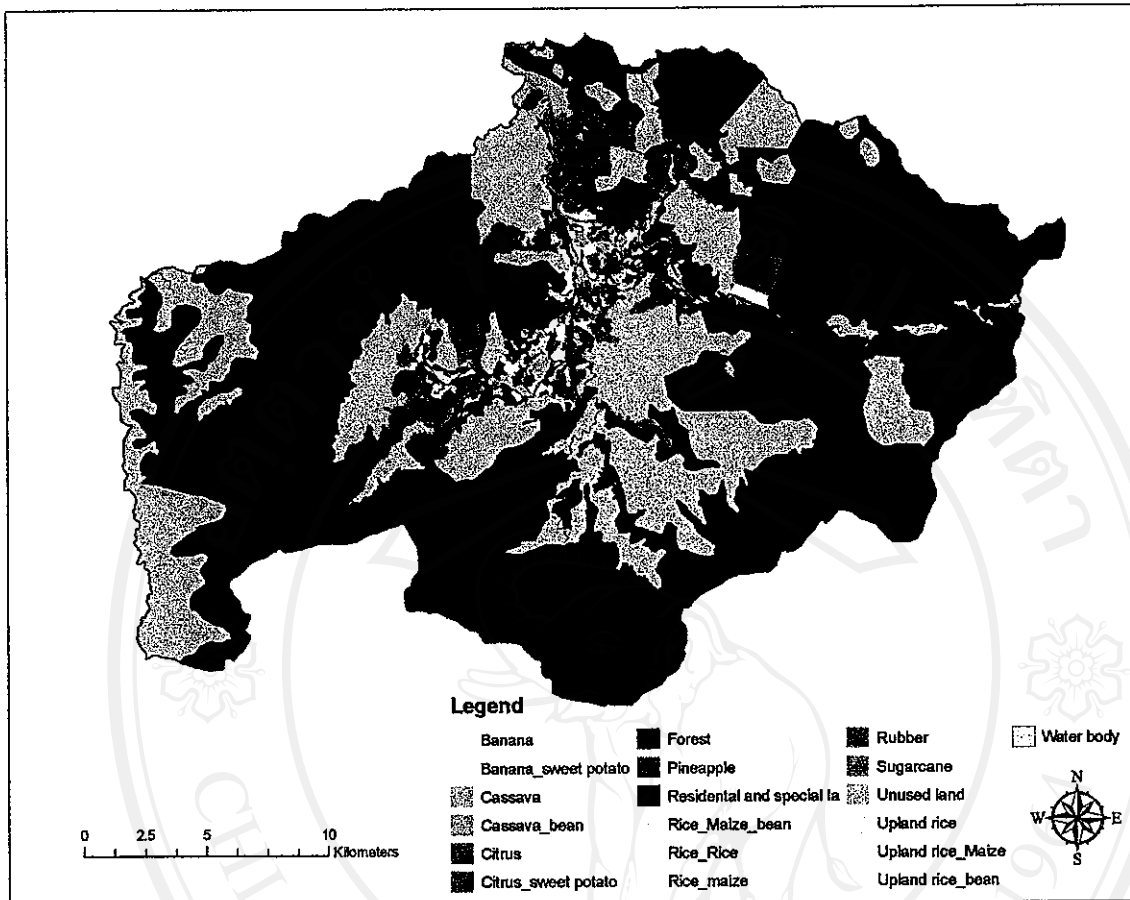 Legend
Banana
Banana_sweet potato
Cassava
Cassava_bean
Citrus
Citrus_sweet potato
Forest
Pineapple
Residental and special la
Rice_Maize_bean
Rice_Rice
Rice_maize
Rubber
Sugarcane
Unused land
Upland rice
Upland rice_Maize
Upland rice_bean
Water body
N
W E
S
0 2.5 5 10
Kilometers